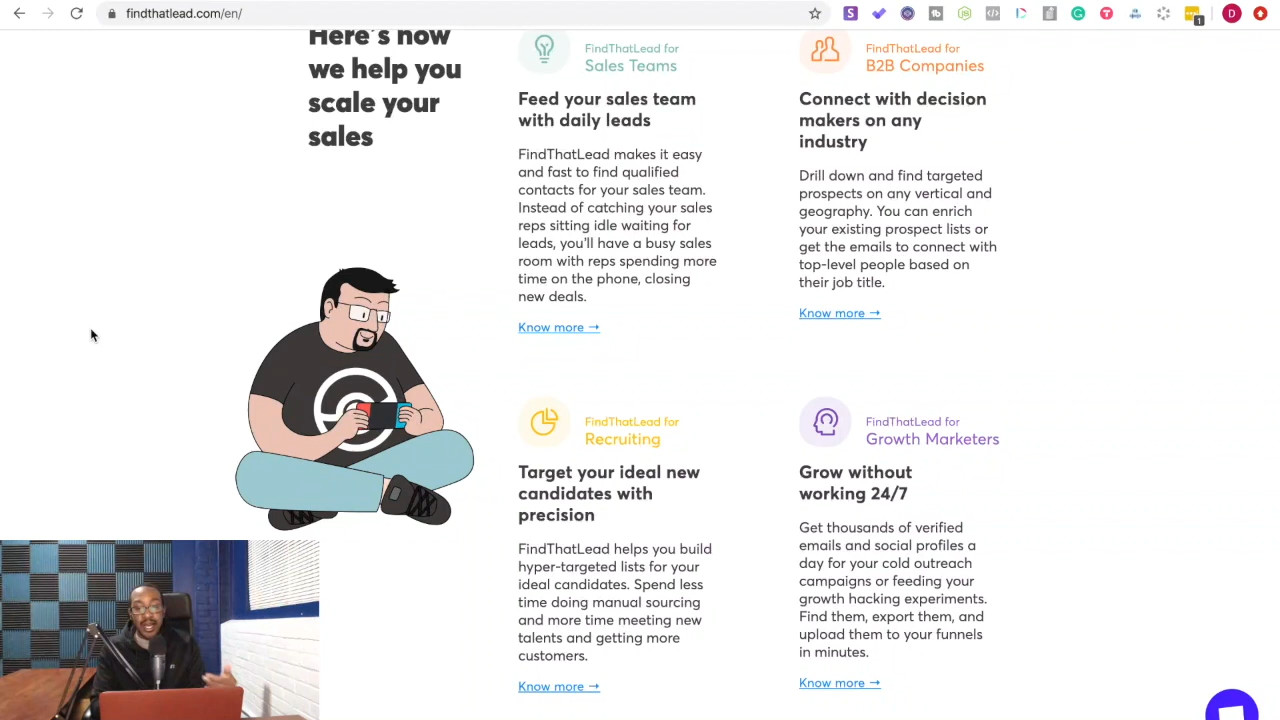 findthatlead.com/en/
Here's how
we help you
scale your
sales
FindThatLead for
Sales Teams
Feed your sales team
with daily leads
FindThatLead makes it easy
and fast to find qualified
contacts for your sales team.
Instead of catching your sales
reps sitting idle waiting for
leads, you'll have a busy sales
room with reps spending more
time on the phone, closing
new deals.
Know more →
FindThatLead for
B2B Companies
Connect with decision
makers on any
industry
Drill down and find targeted
prospects on any vertical and
geography. You can enrich
your existing prospect lists or
get the emails to connect with
top-level people based on
their job title.
Know more →
FindThatLead for
Recruiting
Target your ideal new
candidates with
precision
FindThatLead helps you build
hyper-targeted lists for your
ideal candidates. Spend less
time doing manual sourcing
and more time meeting new
talents and getting more
customers.
Know more →
FindThatLead for
Growth Marketers
Grow without
working 24/7
Get thousands of verified
emails and social profiles a
day for your cold outreach
campaigns or feeding your
growth hacking experiments.
Find them, export them, and
upload them to your funnels
in minutes.
Know more →